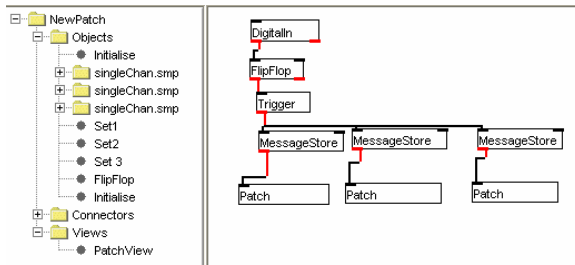 NewPatch
Objects
Initialise
singleChan.smp
singleChan.smp
singleChan.smp
Set1
Set2
Set 3
FlipFlop
Initialise
Connectors
Views
PatchView
DigitalIn
FlipFlop
Trigger
MessageStore
MessageStore
MessageStore
Patch
Patch
Patch